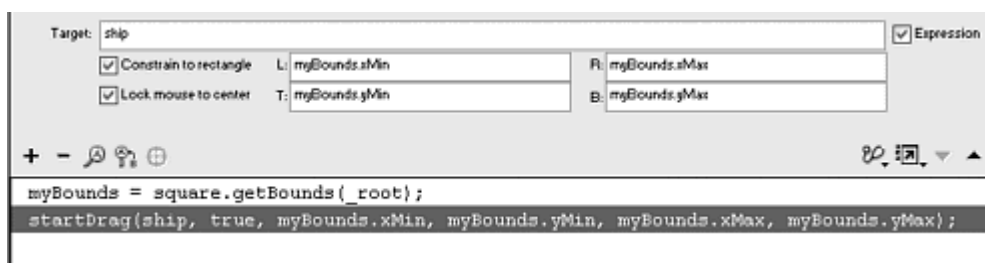 Target: ship Expression
Constrain to rectangle L: myBounds.xMin R: myBounds.xMax
Lock mouse to center T: myBounds.yMin B: myBounds.yMax
myBounds = square.getBounds(_root);
startDrag(ship, true, myBounds.xMin, myBounds.yMin, myBounds.xMax, myBounds.yMax);